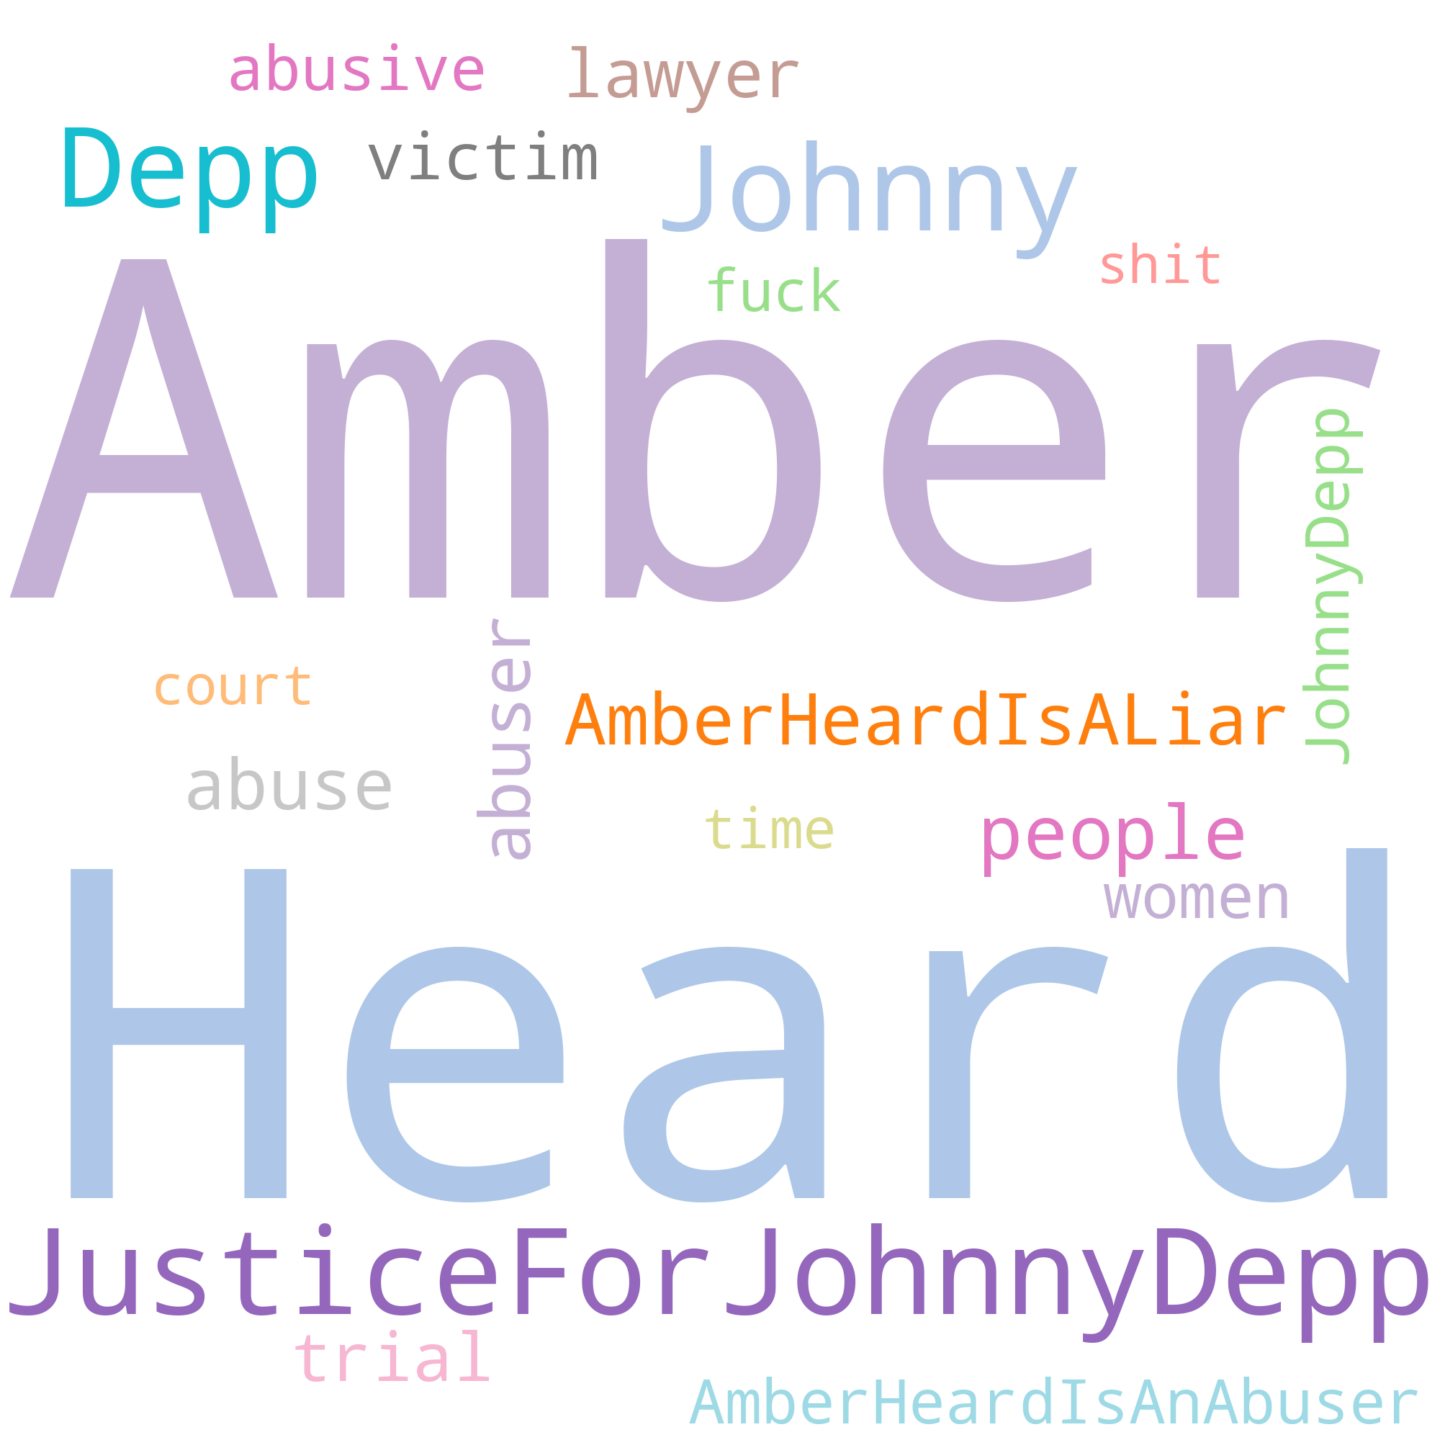 abusive lawyer
Depp victim Johnny
fuck shit
Amber
JohnnyDepp
court abuser AmberHeardIsALiar
abuse time people
women
Heard
JusticeForJohnnyDepp
trial
AmberHeardIsAnAbuser